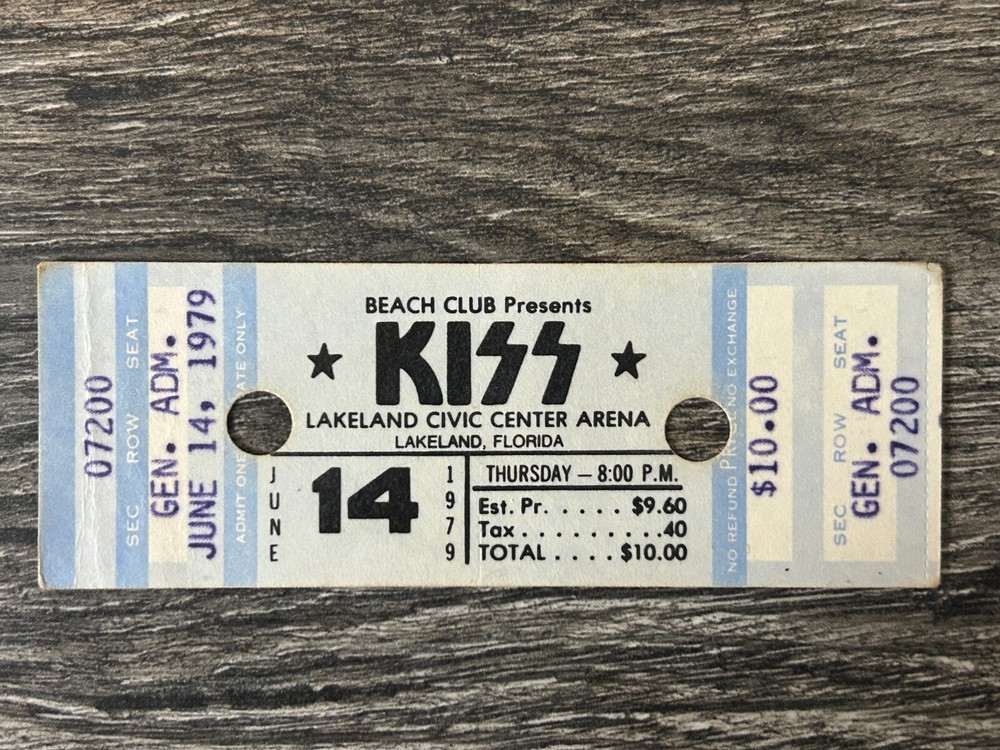 07200
SEC ROW SEAT
GEN. ADM.
JUNE 14, 1979
ADMIT ONE ATE ONLY
BEACH CLUB Presents
★ KISS ★
LAKELAND CIVIC CENTER ARENA
LAKELAND, FLORIDA
JUNE
14
1979
THURSDAY — 8:00 P.M.
Est. Pr. . . . . . $9.60
Tax . . . . . . . . . .40
TOTAL . . . . $10.00
NO REFUND NO EXCHANGE
$10.00
SEC ROW SEAT
GEN. ADM.
07200